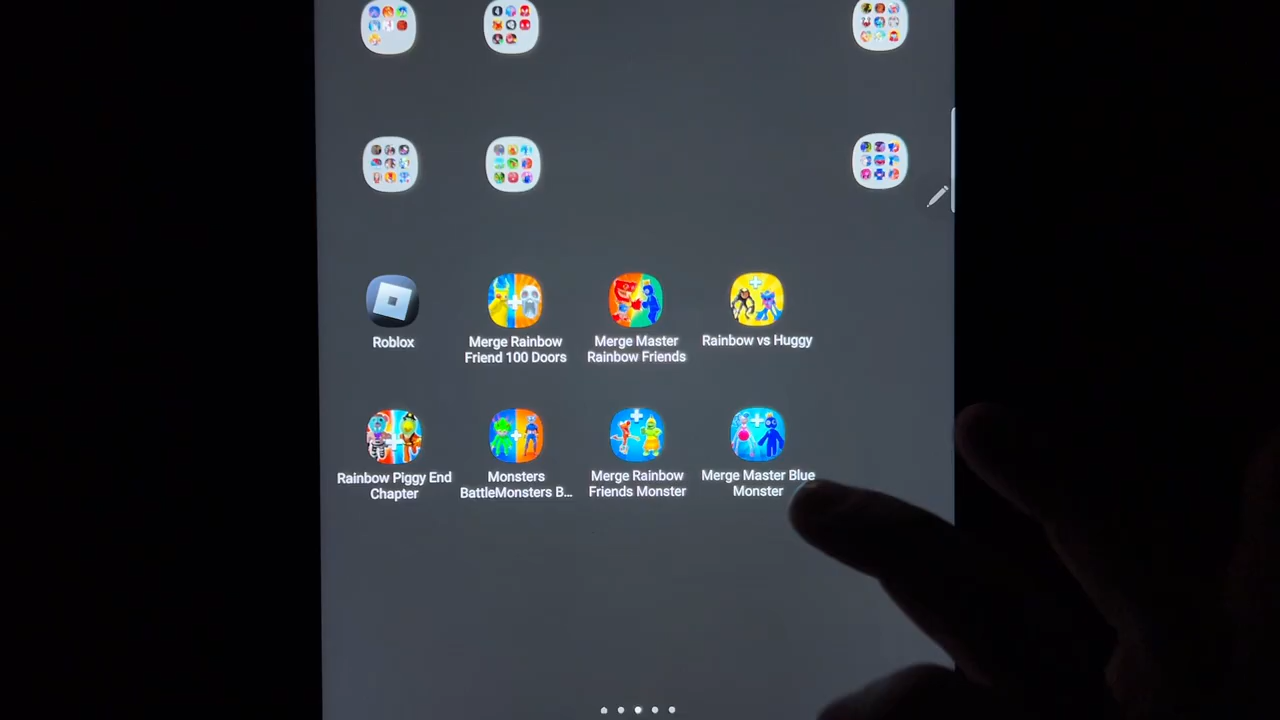 Roblox
Merge Rainbow
Friend 100 Doors
Merge Master
Rainbow Friends
Rainbow vs Huggy
Rainbow Piggy End
Chapter
Monsters
BattleMonsters B...
Merge Rainbow
Friends Monster
Merge Master Blue
Monster